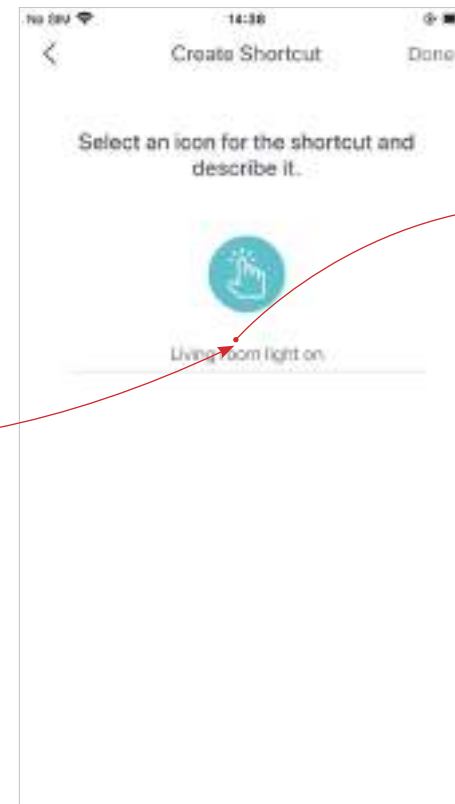 No SIM
14:38
Create Shortcut
Done
Select an icon for the shortcut and
describe it.
Living room light on